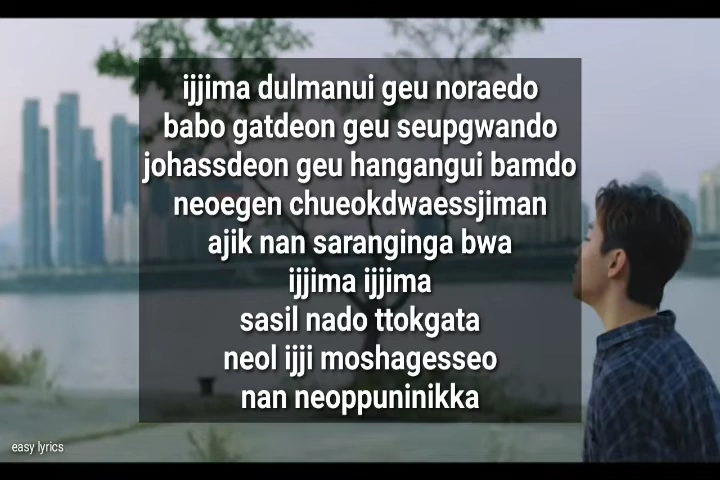 ijjima dulmanui geu noraedo
babo gatdeon geu seupgwando
johassdeon geu hangangui bamdo
neoegen chueokdwaessjiman
ajik nan saranginga bwa
ijjima ijjima
sasil nado ttokgata
neol ijji moshagesseo
nan neoppuninikka
easy lyrics